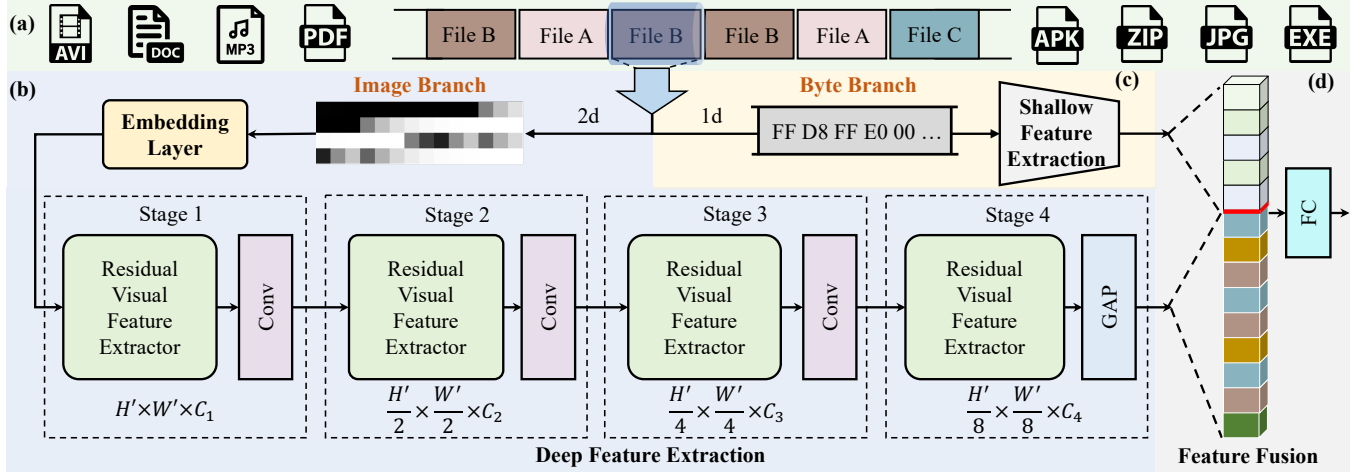 (a)
AVI
DOC
MP3
PDF
File B
File A
File B
File B
File A
File C
APK
ZIP
JPG
EXE
(b)
Image Branch
Byte Branch
(c)
(d)
Embedding
Layer
2d
1d
FF D8 FF E0 00 …
Shallow
Feature
Extraction
Stage 1
Residual
Visual
Feature
Extractor
Conv
H′×W′×C₁
Stage 2
Residual
Visual
Feature
Extractor
Conv
H′/2 × W′/2 ×C₂
Stage 3
Residual
Visual
Feature
Extractor
Conv
H′/4 × W′/4 ×C₃
Stage 4
Residual
Visual
Feature
Extractor
GAP
H′/8 × W′/8 ×C₄
FC
Deep Feature Extraction
Feature Fusion